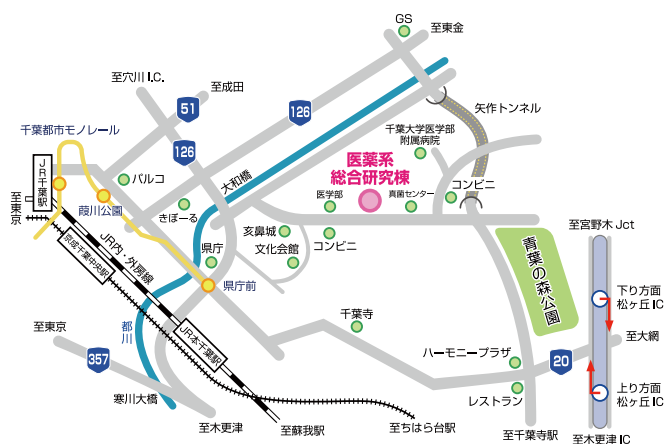 GS
至東金
至穴川 I.C.
至成田
51
126
126
矢作トンネル
千葉都市モノレール
千葉大学医学部
附属病院
大和橋
JR千葉駅
パルコ
医薬系
総合研究棟
コンビニ
至東京
葭川公園
きぼーる
医学部
真菌センター
亥鼻城
文化会館
コンビニ
至宮野木 Jct
JR内・外房線
県庁
京成千葉中央駅
県庁前
青葉の森公園
下り方面
松ヶ丘 IC
都川
千葉寺
至東京
JR本千葉駅
至大網
357
ハーモニープラザ
20
レストラン
上り方面
松ヶ丘 IC
寒川大橋
至木更津
至蘇我駅
至ちはら台駅
至千葉寺駅
至木更津 IC